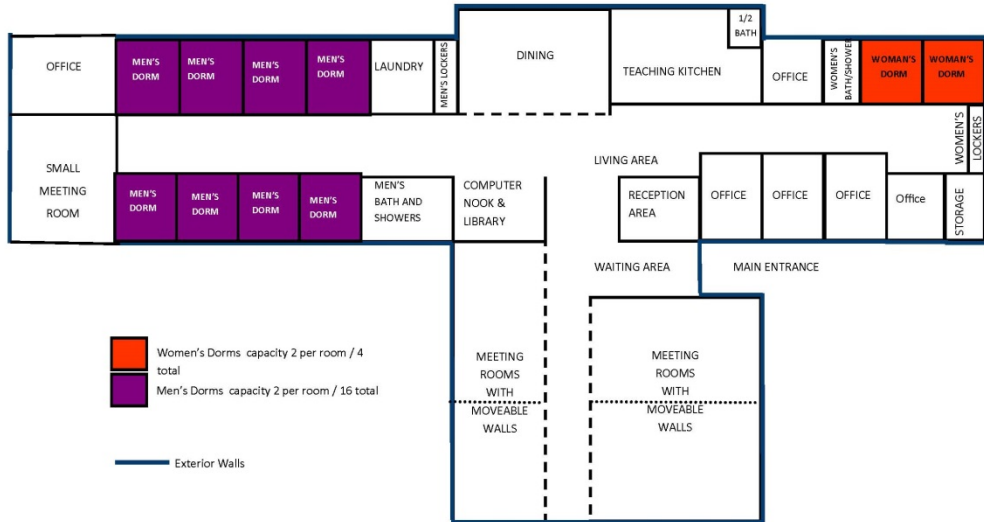 1/2
BATH
OFFICE
MEN'S
DORM
MEN'S
DORM
MEN'S
DORM
MEN'S
DORM
LAUNDRY
MEN'S LOCKERS
DINING
TEACHING KITCHEN
OFFICE
WOMEN'S
BATH/SHOWER
WOMAN'S
DORM
WOMAN'S
DORM
WOMEN'S
LOCKERS
SMALL
MEETING
ROOM
LIVING AREA
MEN'S
DORM
MEN'S
DORM
MEN'S
DORM
MEN'S
DORM
MEN'S
BATH AND
SHOWERS
COMPUTER
NOOK &
LIBRARY
RECEPTION
AREA
OFFICE
OFFICE
OFFICE
Office
STORAGE
WAITING AREA
MAIN ENTRANCE
MEETING
ROOMS
WITH
MOVEABLE
WALLS
MEETING
ROOMS
WITH
MOVEABLE
WALLS
Women's Dorms capacity 2 per room / 4
total
Men's Dorms capacity 2 per room / 16 total
Exterior Walls